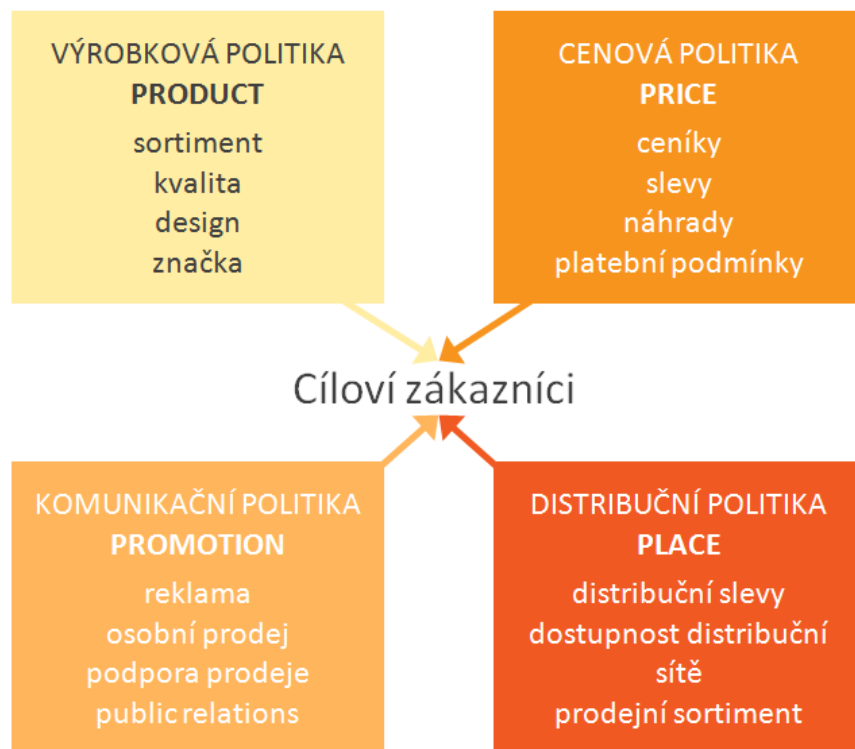 VÝROBKOVÁ POLITIKA
PRODUCT
sortiment
kvalita
design
značka
CENOVÁ POLITIKA
PRICE
ceníky
slevy
náhrady
platební podmínky
Cíloví zákazníci
KOMUNIKAČNÍ POLITIKA
PROMOTION
reklama
osobní prodej
podpora prodeje
public relations
DISTRIBUČNÍ POLITIKA
PLACE
distribuční slevy
dostupnost distribuční
sítě
prodejní sortiment